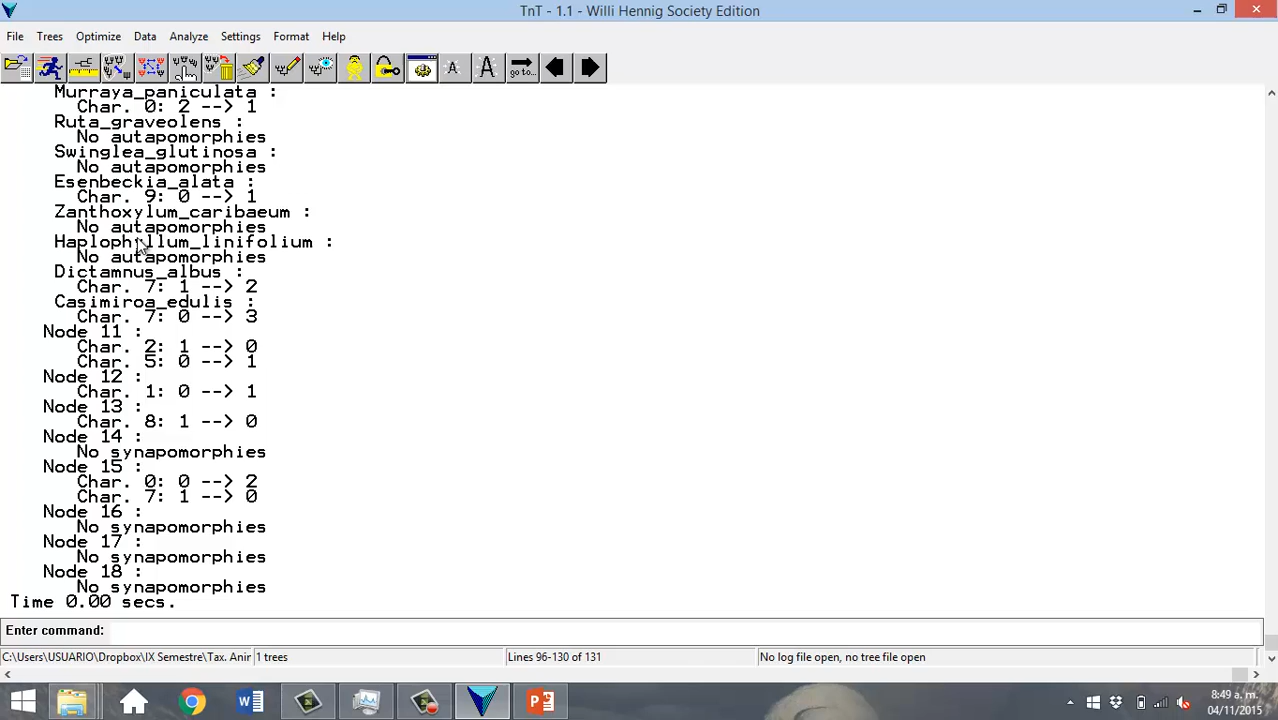 TnT - 1.1 - Willi Hennig Society Edition
File Trees Optimize Data Analyze Settings Format Help
A A go to...
Murraya_paniculata :
Char. 0: 2 --> 1
Ruta_graveolens :
No autapomorphies
Swinglea_glutinosa :
No autapomorphies
Esenbeckia_alata :
Char. 9: 0 --> 1
Zanthoxylum_caribaeum :
No autapomorphies
Haplophyllum_linifolium :
No autapomorphies
Dictamnus_albus :
Char. 7: 1 --> 2
Casimiroa_edulis :
Char. 7: 0 --> 3
Node 11 :
Char. 2: 1 --> 0
Char. 5: 0 --> 1
Node 12 :
Char. 1: 0 --> 1
Node 13 :
Char. 8: 1 --> 0
Node 14 :
No synapomorphies
Node 15 :
Char. 0: 0 --> 2
Char. 7: 1 --> 0
Node 16 :
No synapomorphies
Node 17 :
No synapomorphies
Node 18 :
No synapomorphies
Time 0.00 secs.
Enter command:
C:\Users\USUARIO\Dropbox\IX Semestre\Tax. Anir 1 trees Lines 96-130 of 131 No log file open, no tree file open
8:49 a. m.
04/11/2015